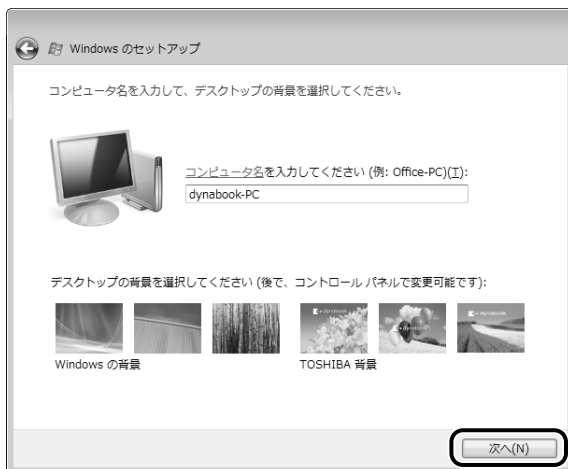 Windows のセットアップ
コンピュータ名を入力して、デスクトップの背景を選択してください。
コンピュータ名を入力してください (例: Office-PC)(T):
dynabook-PC
デスクトップの背景を選択してください (後で、コントロール パネルで変更可能です):
dynabook
dynabook
dynabook
Windows の背景
TOSHIBA 背景
次へ(N)